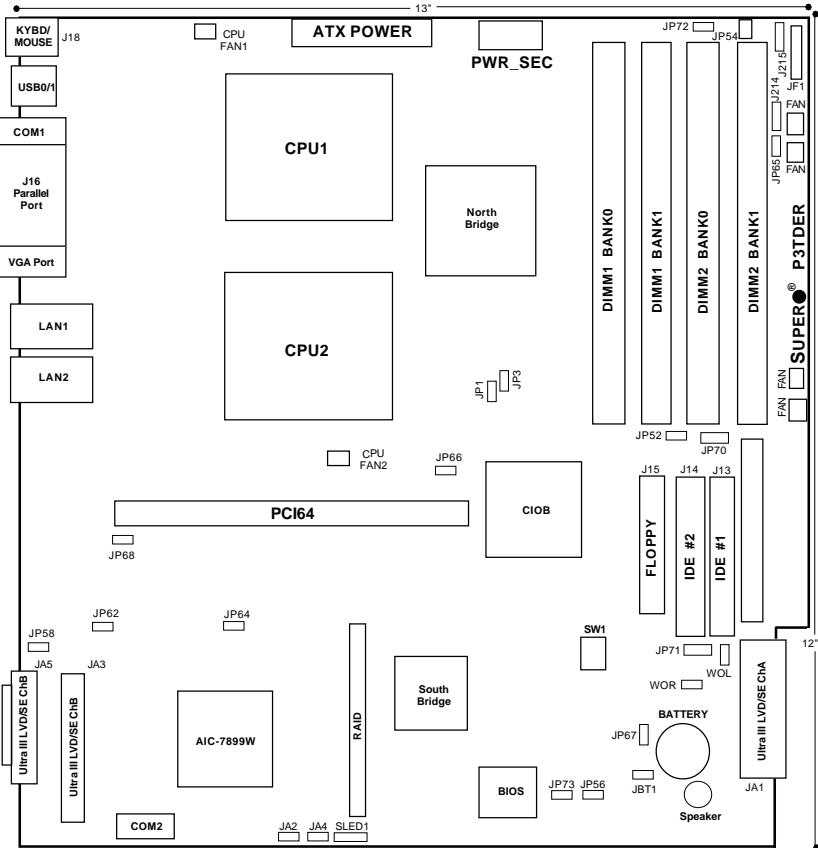 13"
KYBD/
MOUSE
J18
CPU
FAN1
ATX POWER
PWR_SEC
JP72
JP54
J215
JF1
J214
FAN
FAN
JP65
USB0/1
COM1
J16
Parallel
Port
VGA Port
LAN1
LAN2
CPU1
North
Bridge
CPU2
DIMM1 BANK0
DIMM1 BANK1
DIMM2 BANK0
DIMM2 BANK1
SUPER® P3TDER
JP1
JP3
FAN
FAN
JP52
JP70
CPU
FAN2
JP66
CIOB
J15
J14
J13
FLOPPY
IDE #2
IDE #1
PCI64
JP68
JP62
JP64
JP58
JA5
JA3
SW1
JP71
WOL
WOR
12"
Ultra III LVD/SE ChB
Ultra III LVD/SE ChB
AIC-7899W
RAID
South
Bridge
BATTERY
JP67
Ultra III LVD/SE ChA
JA1
BIOS
JP73
JP56
JBT1
Speaker
COM2
JA2
JA4
SLED1